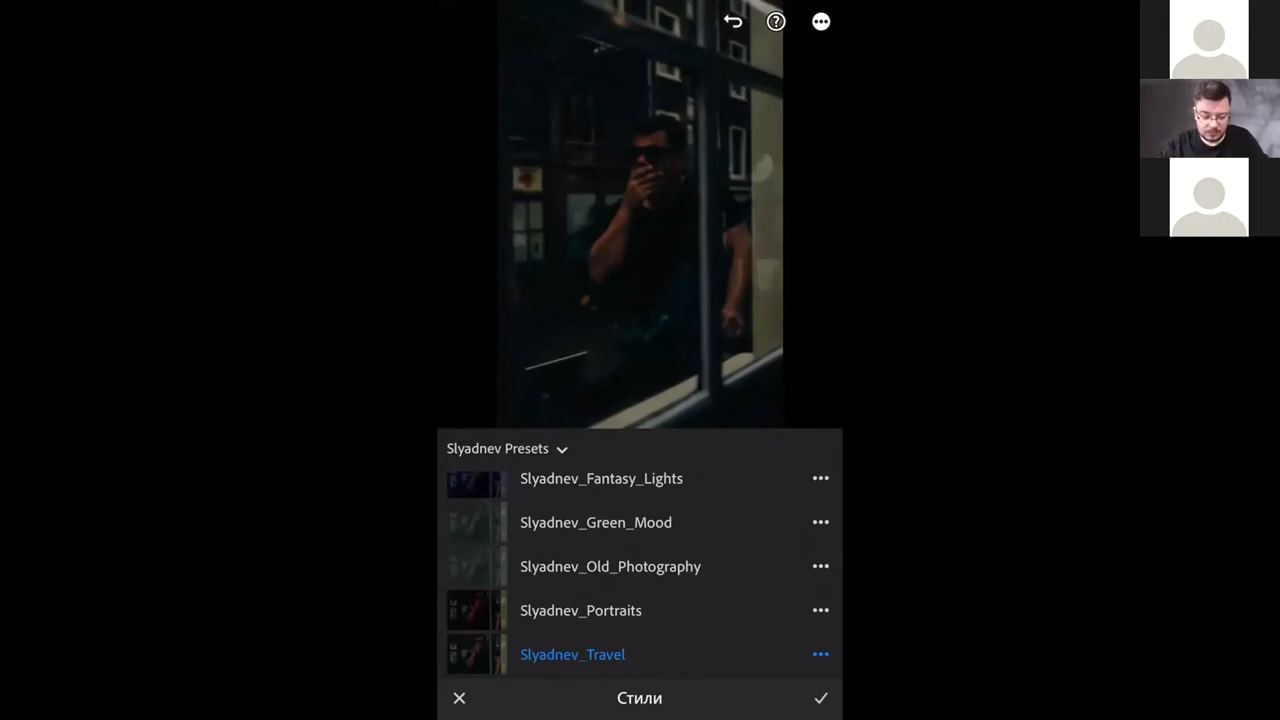 Slyadnev Presets
Slyadnev_Fantasy_Lights
Slyadnev_Green_Mood
Slyadnev_Old_Photography
Slyadnev_Portraits
Slyadnev_Travel
Стили